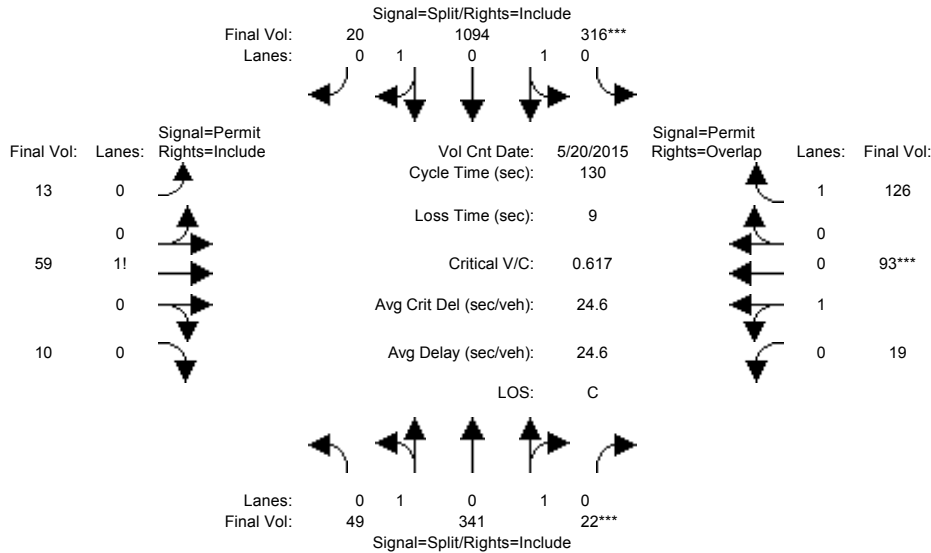 Signal=Split/Rights=Include
Final Vol: 20 1094 316***
Lanes: 0 1 0 1 0
Signal=Permit Signal=Permit
Final Vol: Lanes: Rights=Include Vol Cnt Date: 5/20/2015 Rights=Overlap Lanes: Final Vol:
Cycle Time (sec): 130
13 0 1 126
Loss Time (sec): 9
0 0
59 1! Critical V/C: 0.617 0 93***
0 Avg Crit Del (sec/veh): 24.6 1
10 0 Avg Delay (sec/veh): 24.6 0 19
LOS: C
Lanes: 0 1 0 1 0
Final Vol: 49 341 22***
Signal=Split/Rights=Include